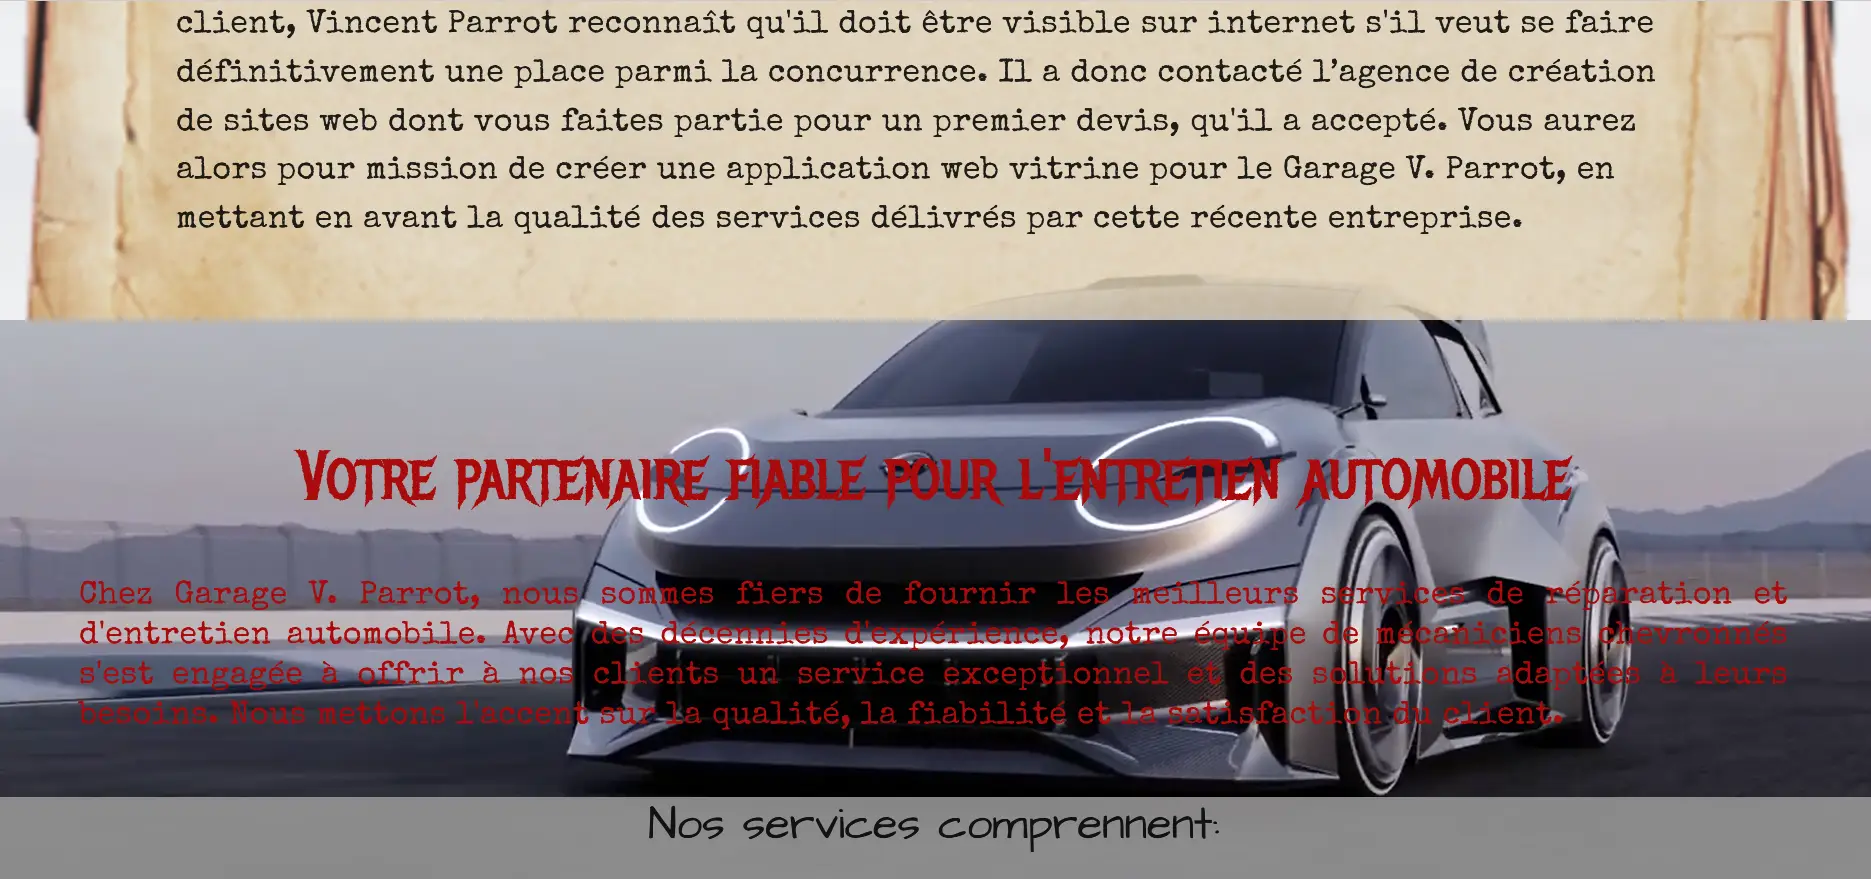 client, Vincent Parrot reconnaît qu'il doit être visible sur internet s'il veut se faire
définitivement une place parmi la concurrence. Il a donc contacté l’agence de création
de sites web dont vous faites partie pour un premier devis, qu'il a accepté. Vous aurez
alors pour mission de créer une application web vitrine pour le Garage V. Parrot, en
mettant en avant la qualité des services délivrés par cette récente entreprise.
Votre partenaire fiable pour l'entretien automobile
Chez Garage V. Parrot, nous sommes fiers de fournir les meilleurs services de réparation et
d'entretien automobile. Avec des décennies d'expérience, notre équipe de mécaniciens chevronnés
s'est engagée à offrir à nos clients un service exceptionnel et des solutions adaptées à leurs
besoins. Nous mettons l'accent sur la qualité, la fiabilité et la satisfaction du client.
Nos services comprennent: